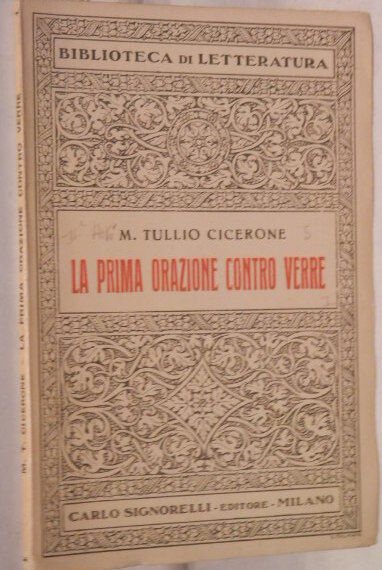 BIBLIOTECA DI LETTERATURA
M. TULLIO CICERONE
LA PRIMA ORAZIONE CONTRO VERRE
CARLO SIGNORELLI - EDITORE - MILANO
M. T. CICERONE - LA PRIMA ORAZIONE CONTRO VERRE